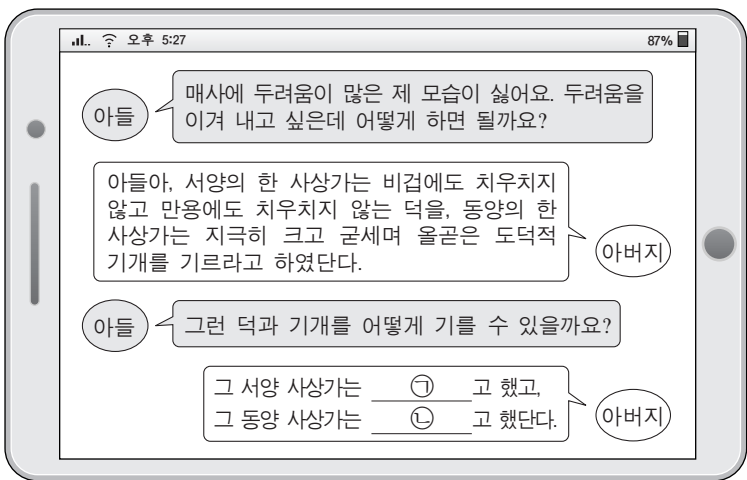 오후 5:27
87%
아들
매사에 두려움이 많은 제 모습이 싫어요. 두려움을
이겨 내고 싶은데 어떻게 하면 될까요?
아들아, 서양의 한 사상가는 비겁에도 치우치지
않고 만용에도 치우치지 않는 덕을, 동양의 한
사상가는 지극히 크고 굳세며 올곧은 도덕적
기개를 기르라고 하였단다.
아버지
아들
그런 덕과 기개를 어떻게 기를 수 있을까요?
그 서양 사상가는 ㉠ 고 했고,
그 동양 사상가는 ㉡ 고 했단다.
아버지